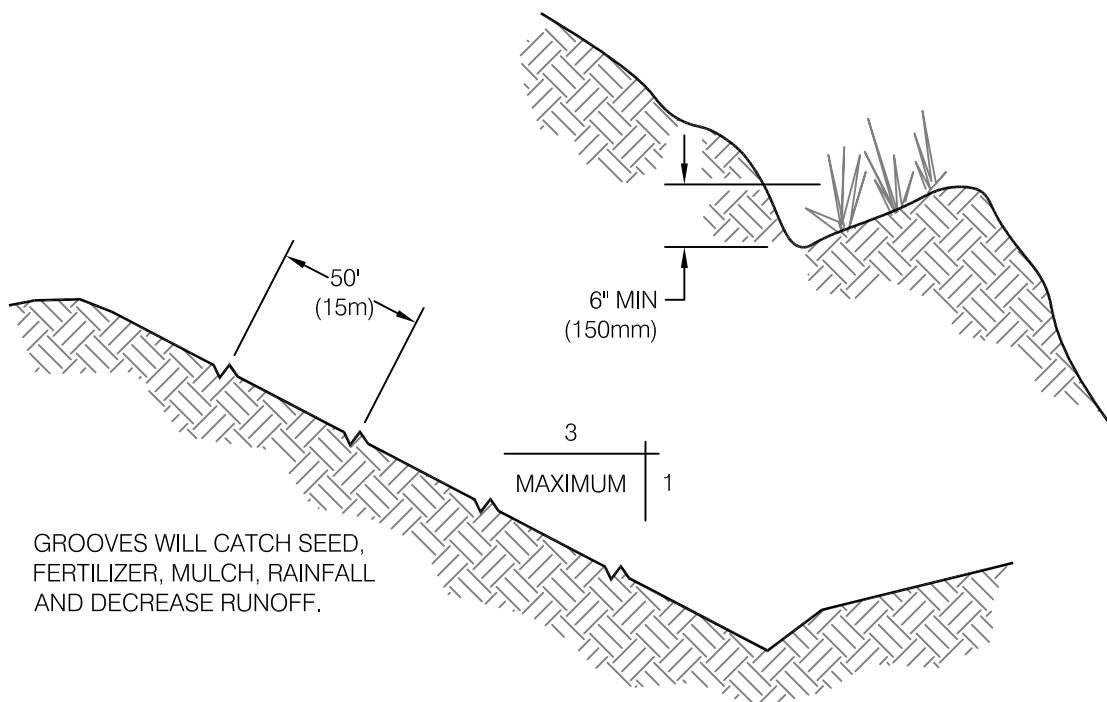 50'
(15m)
6" MIN
(150mm)
3
MAXIMUM
1
GROOVES WILL CATCH SEED,
FERTILIZER, MULCH, RAINFALL
AND DECREASE RUNOFF.